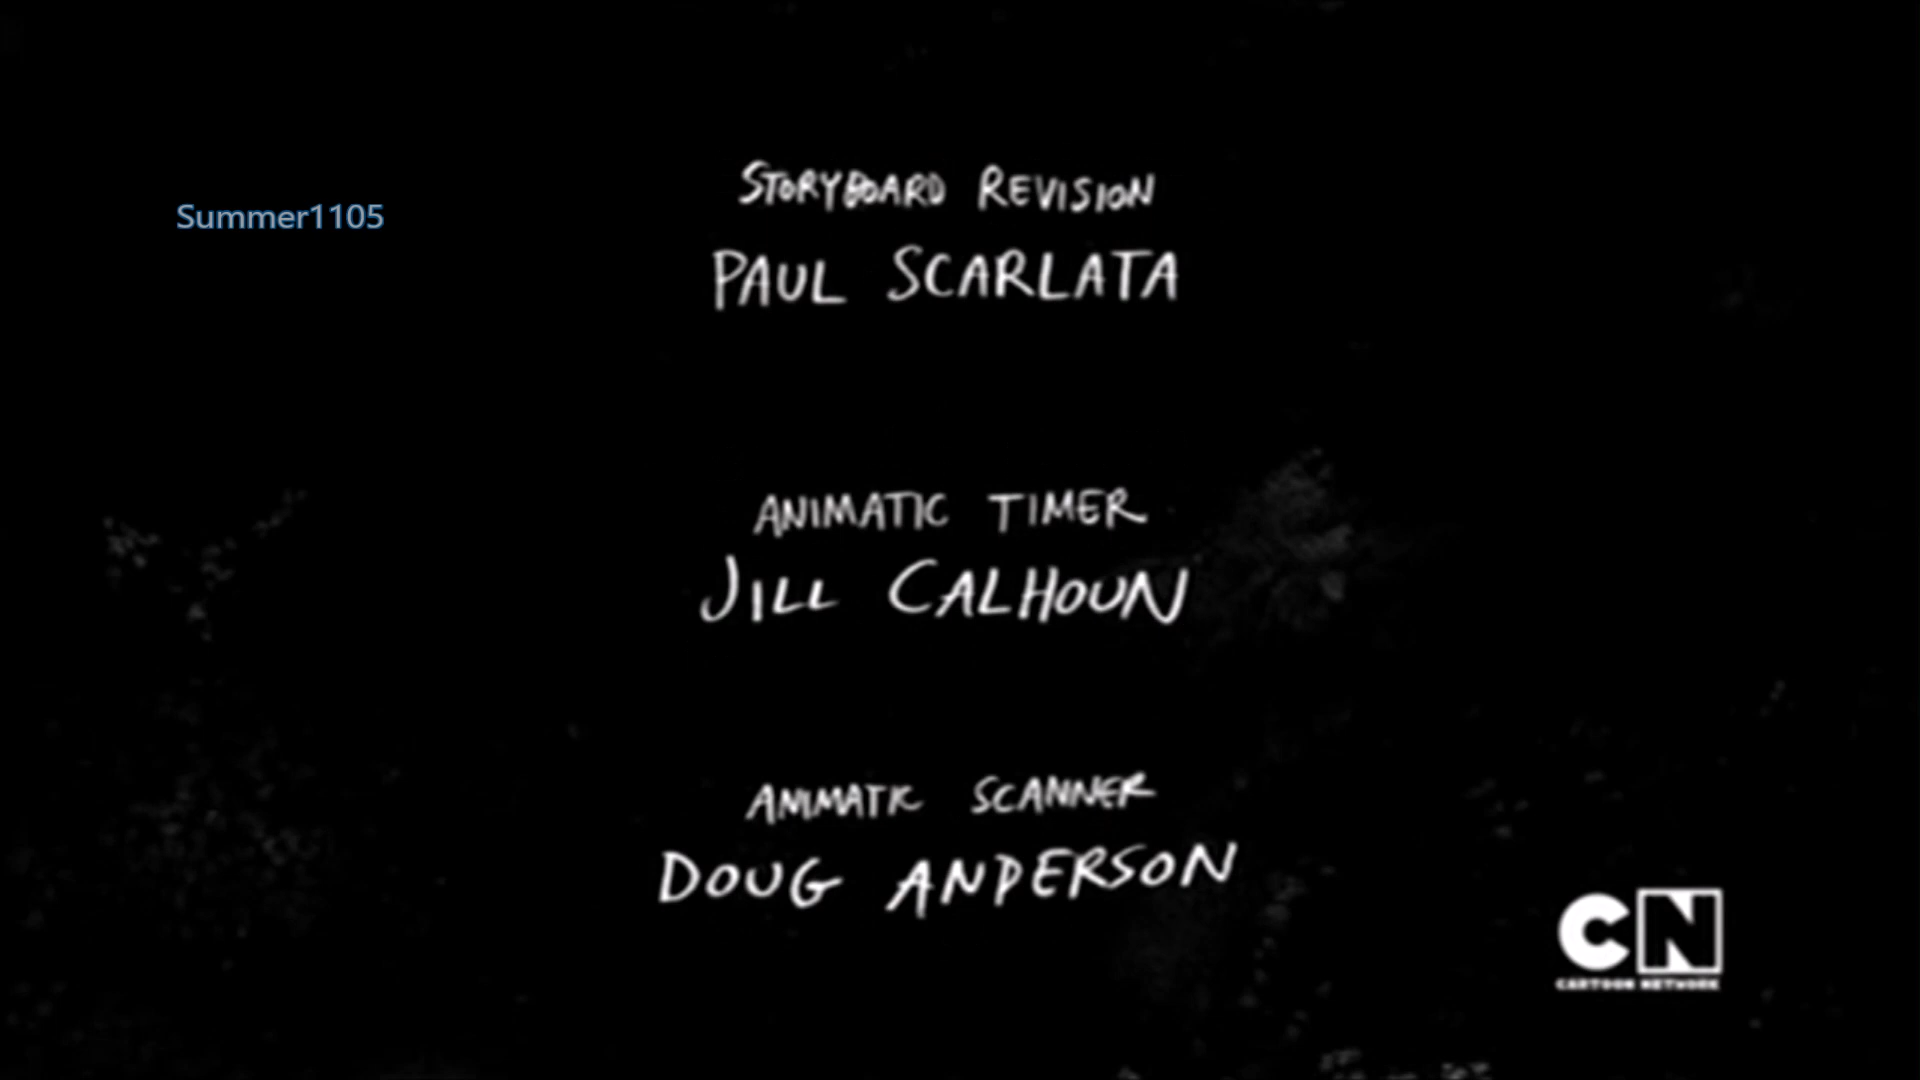 Summer1105
STORYBOARD REVISION
PAUL SCARLATA
ANIMATIC TIMER
JILL CALHOUN
ANIMATIC SCANNER
DOUG ANDERSON
CN
CARTOON NETWORK